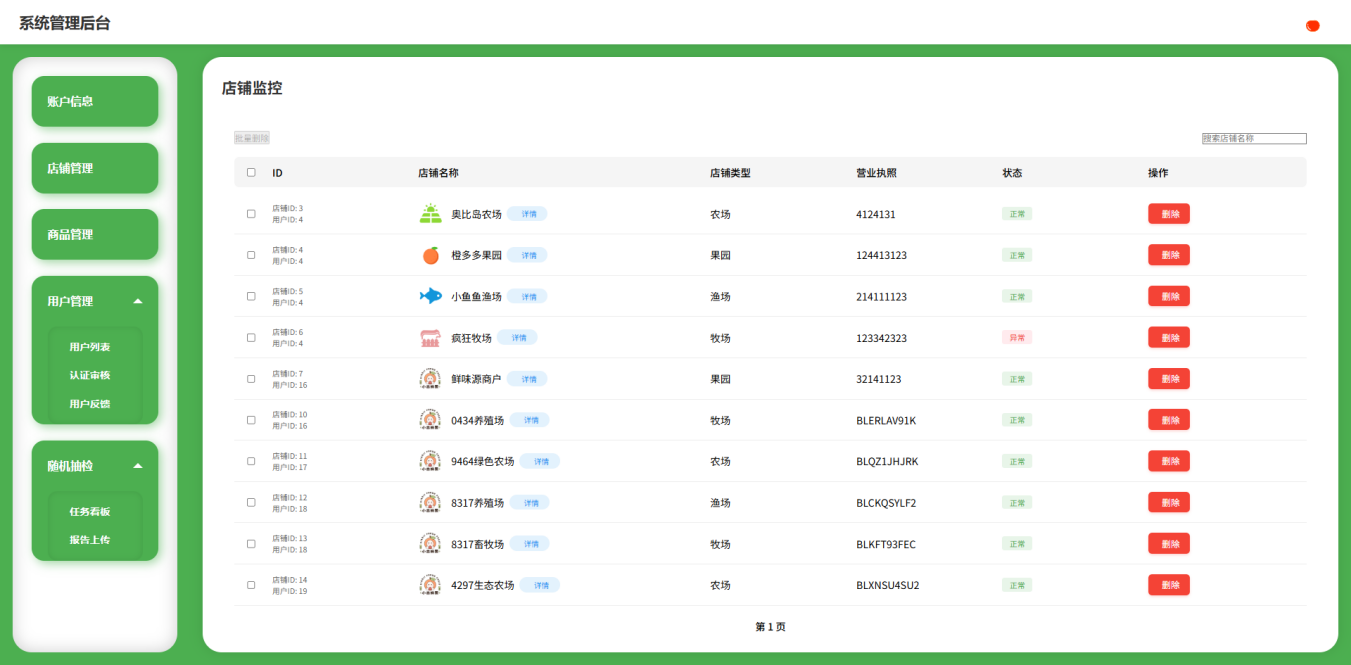 系统管理后台
账户信息
店铺管理
商品管理
用户管理
用户列表
认证审核
用户反馈
随机抽检
任务看板
报告上传
店铺监控
批量删除
搜索店铺名称
ID 店铺名称 店铺类型 营业执照 状态 操作
店铺ID: 3
用户ID: 4
奥比岛农场 详情 农场 4124131 正常 删除
店铺ID: 4
用户ID: 4
橙多多果园 详情 果园 124413123 正常 删除
店铺ID: 5
用户ID: 4
小鱼鱼渔场 详情 渔场 214111123 正常 删除
店铺ID: 6
用户ID: 4
疯狂牧场 详情 牧场 123342323 异常 删除
店铺ID: 7
用户ID: 16
鲜味源商户 详情 果园 32141123 正常 删除
店铺ID: 10
用户ID: 16
0434养殖场 详情 牧场 BLERLAV91K 正常 删除
店铺ID: 11
用户ID: 17
9464绿色农场 详情 农场 BLQZ1JHJRK 正常 删除
店铺ID: 12
用户ID: 18
8317养殖场 详情 渔场 BLCKQSYLF2 正常 删除
店铺ID: 13
用户ID: 18
8317畜牧场 详情 牧场 BLKFT93FEC 正常 删除
店铺ID: 14
用户ID: 19
4297生态农场 详情 农场 BLXNSU4SU2 正常 删除
第 1 页